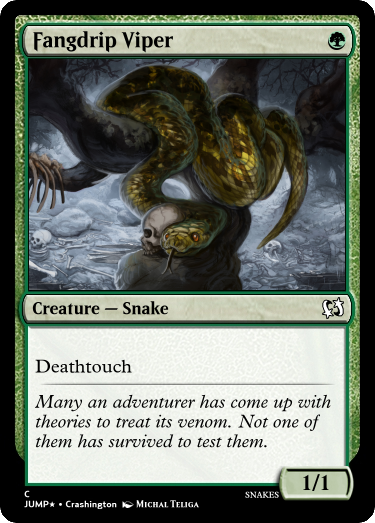 Fangdrip Viper
Creature — Snake
Deathtouch
Many an adventurer has come up with
theories to treat its venom. Not one of
them has survived to test them.
1/1
C
SNAKES
JUMP★ • Crashington Michal Teliga